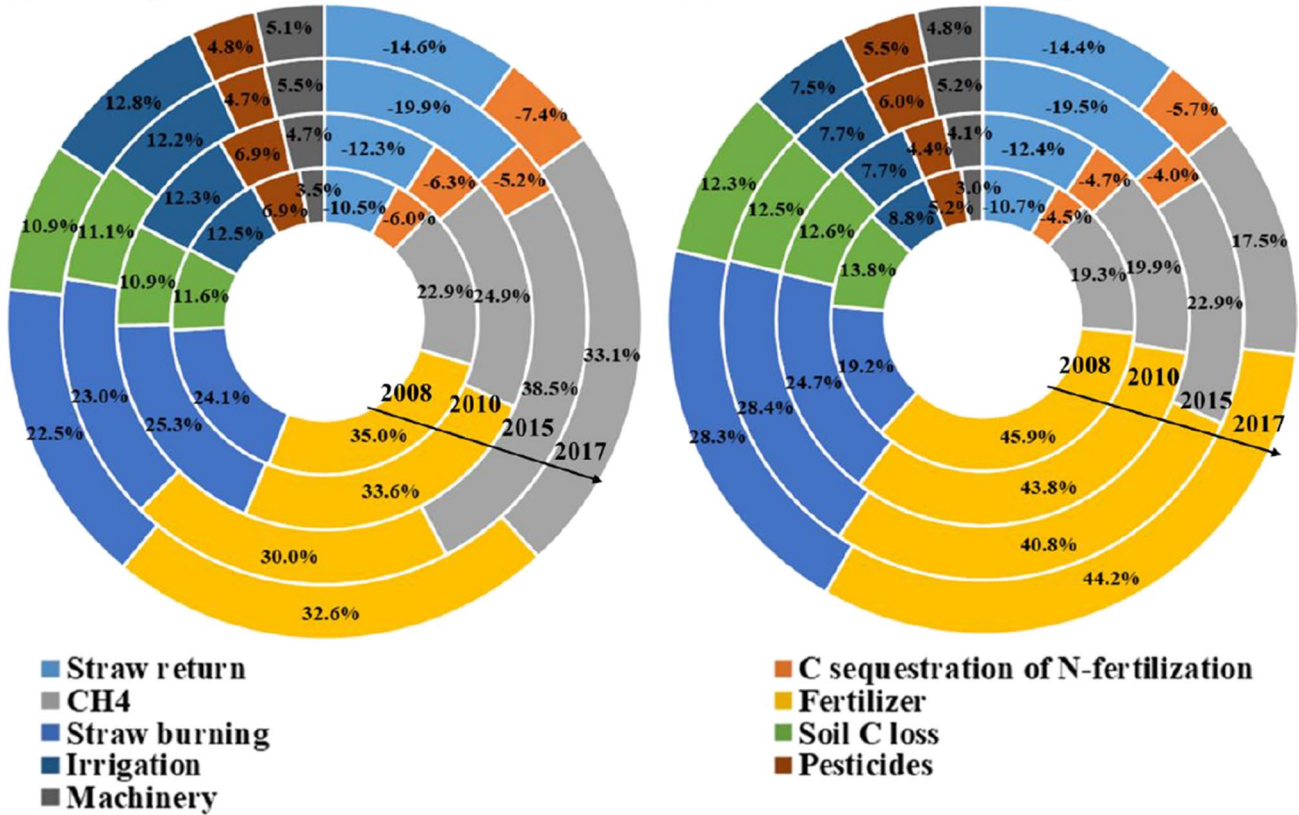 5.1% -14.6%
4.8%
5.5%
-7.4%
12.8% 4.7% -19.9%
12.2% 4.7%
6.9% -12.3%
12.3% 3.5% -6.3% -5.2%
6.9% -10.5% -6.0%
10.9% 11.1% 12.5%
10.9% 11.6% 22.9% 24.9%
33.1%
23.0% 24.1% 2008 38.5%
2010
25.3% 35.0% 2015
22.5% 2017
33.6%
30.0%
32.6%
4.8% -14.4%
5.5%
5.2%
7.5% 6.0% -19.5% -5.7%
7.7% 4.1%
4.4% -12.4%
7.7% 3.0% -4.7% -4.0%
12.3% 8.8% 5.2% -10.7% -4.5%
12.5%
12.6% 17.5%
13.8% 19.3% 19.9%
22.9%
19.2% 2008
24.7% 2010
28.4% 2015
28.3% 45.9% 2017
43.8%
40.8%
44.2%
Straw return
CH4
Straw burning
Irrigation
Machinery
C sequestration of N-fertilization
Fertilizer
Soil C loss
Pesticides